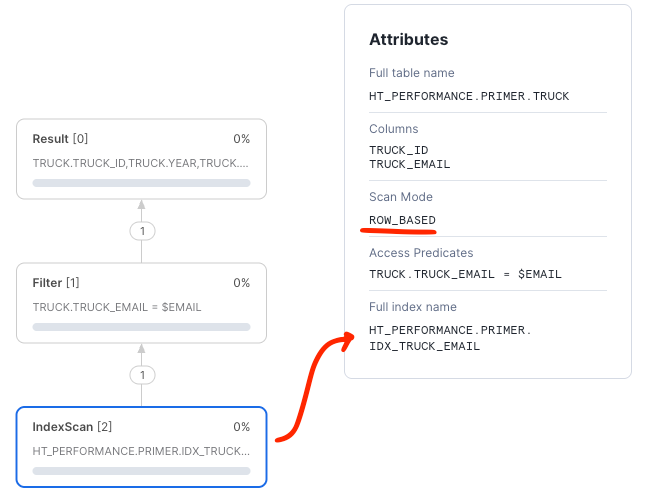 Attributes
Full table name
HT_PERFORMANCE.PRIMER.TRUCK
Columns
TRUCK_ID
TRUCK_EMAIL
Scan Mode
ROW_BASED
Access Predicates
TRUCK.TRUCK_EMAIL = $EMAIL
Full index name
HT_PERFORMANCE.PRIMER.
IDX_TRUCK_EMAIL
Result [0] 0%
TRUCK.TRUCK_ID,TRUCK.YEAR,TRUCK....
1
Filter [1] 0%
TRUCK.TRUCK_EMAIL = $EMAIL
1
IndexScan [2] 0%
HT_PERFORMANCE.PRIMER.IDX_TRUCK...